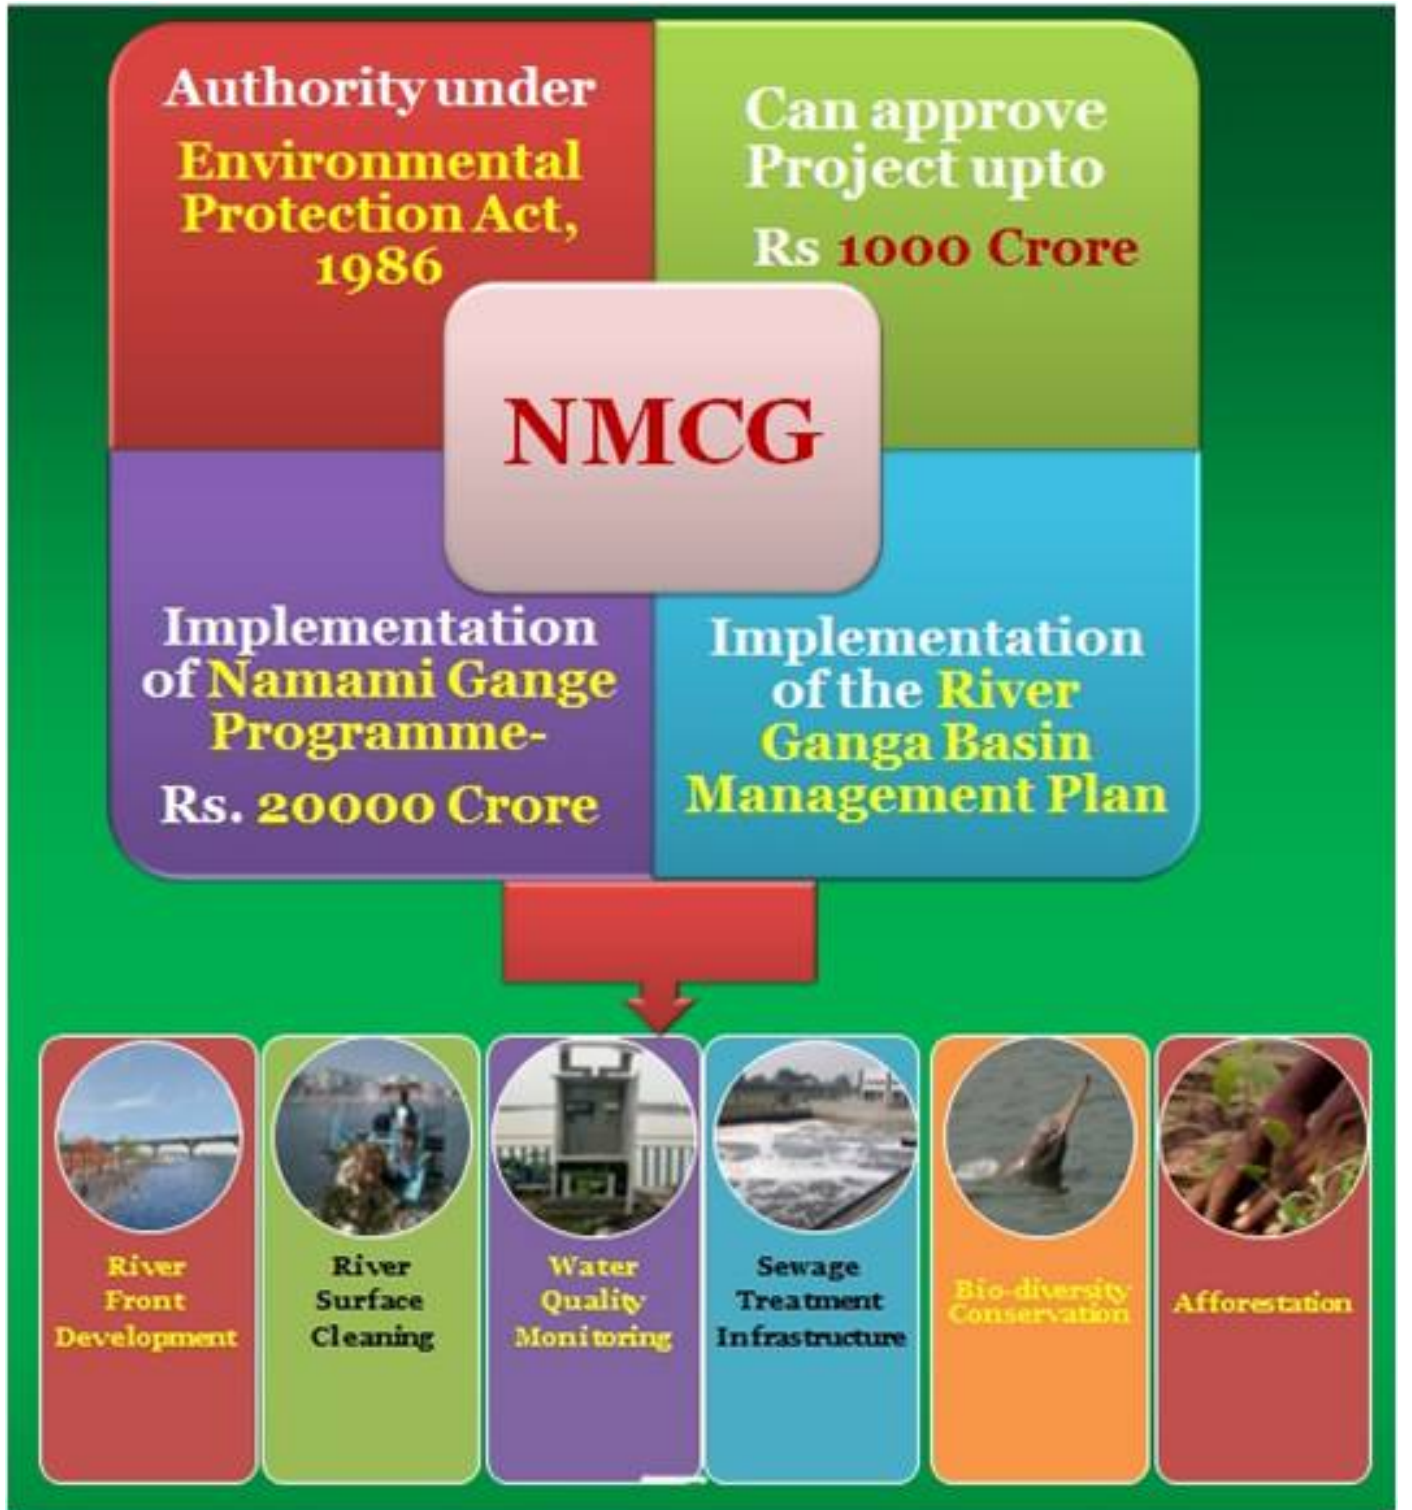 Authority under
Environmental
Protection Act,
1986
Can approve
Project upto
Rs 1000 Crore
NMCG
Implementation
of Namami Gange
Programme-
Rs. 20000 Crore
Implementation
of the River
Ganga Basin
Management Plan
River
Front
Development
River
Surface
Cleaning
Water
Quality
Monitoring
Sewage
Treatment
Infrastructure
Bio-diversity
Conservation
Afforestation